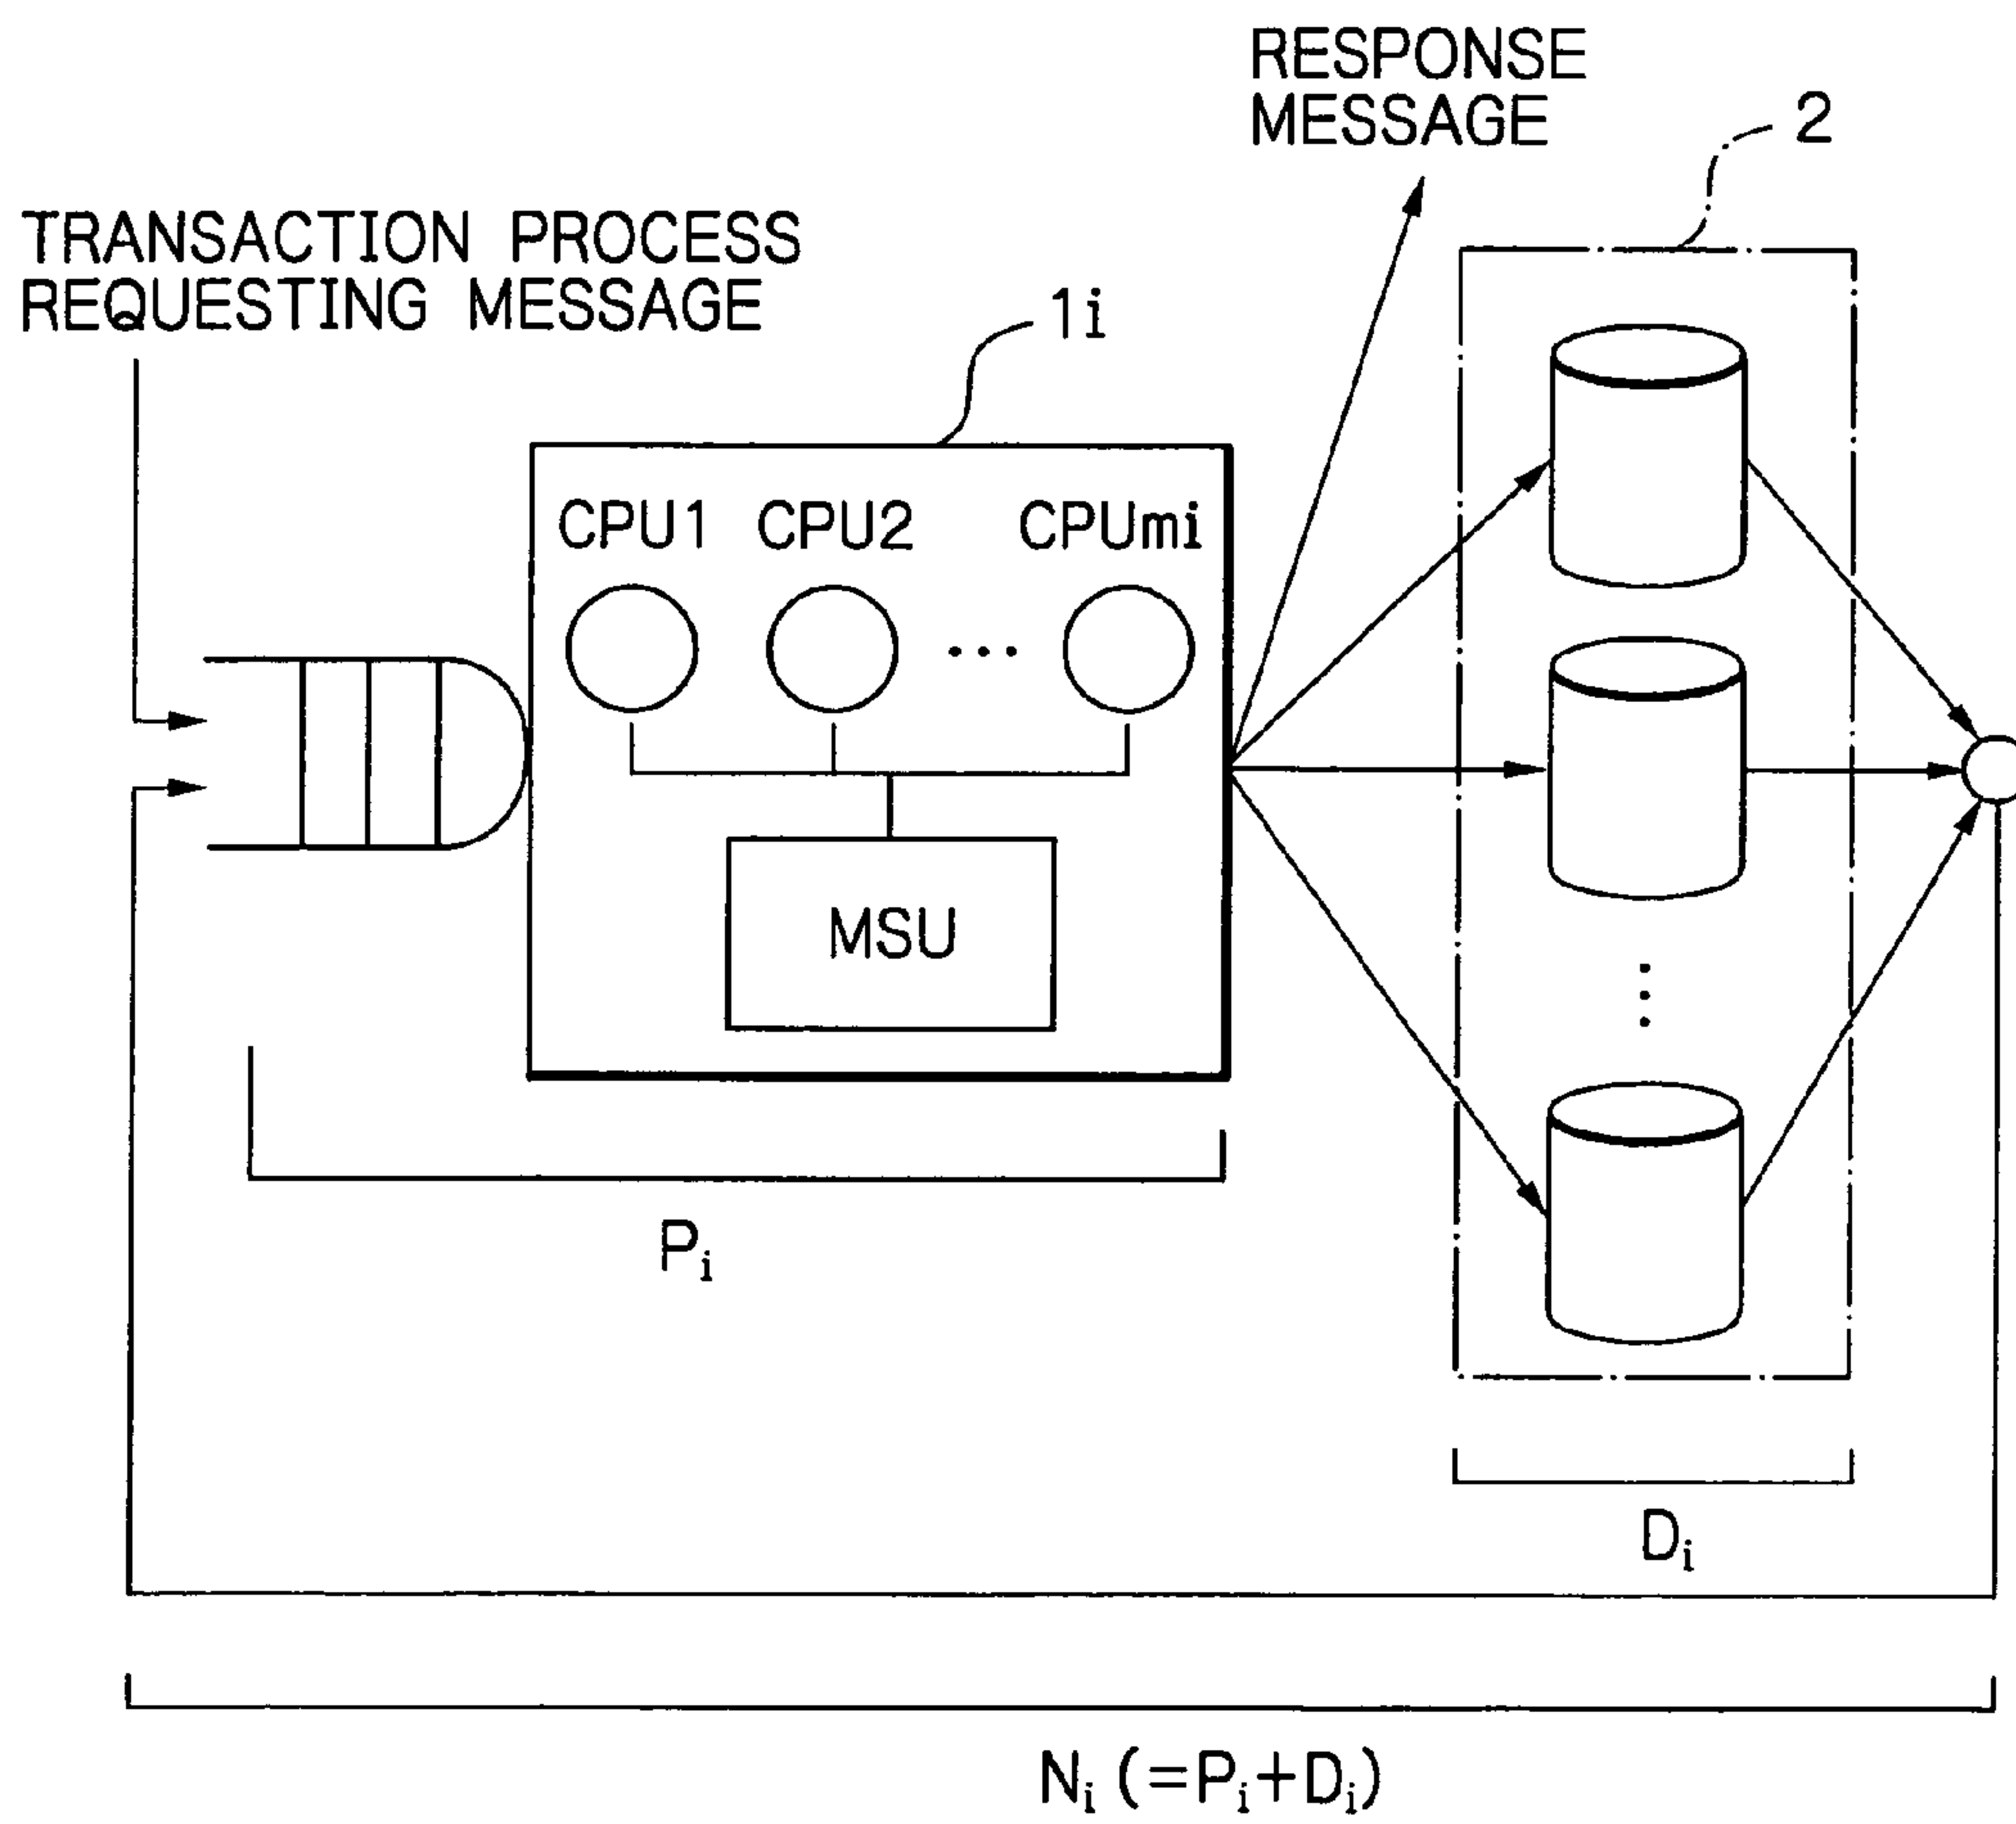 RESPONSE
MESSAGE
2
TRANSACTION PROCESS
REQUESTING MESSAGE
1i
CPU1 CPU2 ... CPUmi
MSU
Pi
Di
Ni (=Pi+Di)